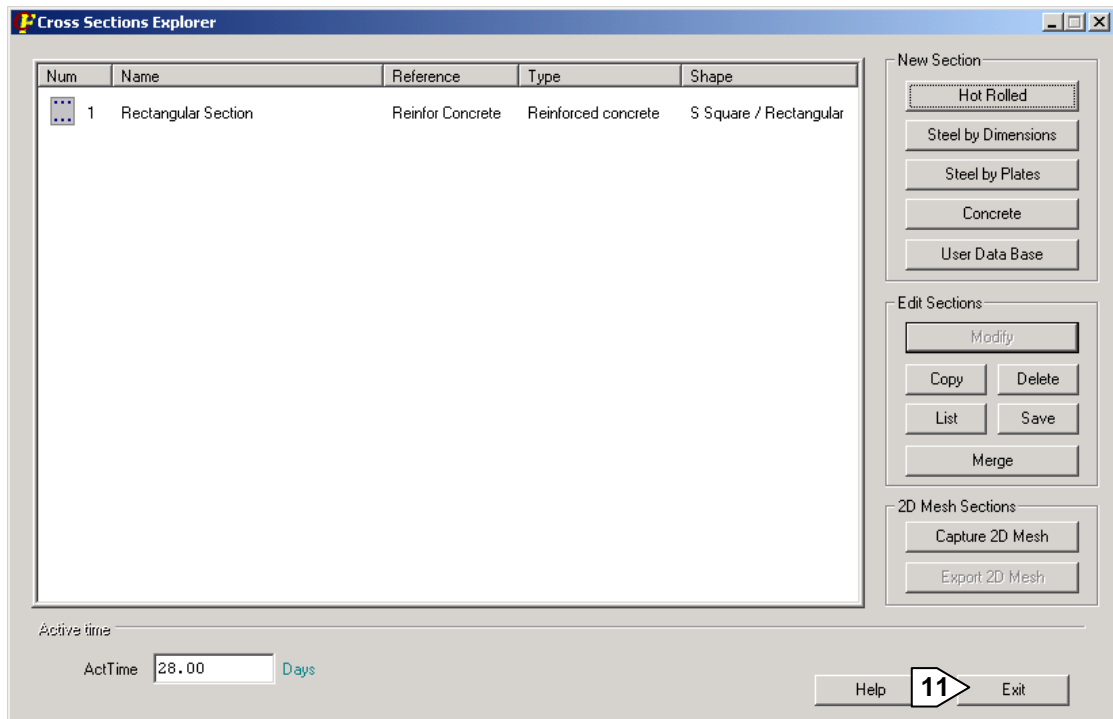 Cross Sections Explorer
New Section
Num Name Reference Type Shape
1 Rectangular Section Reinfor Concrete Reinforced concrete S Square / Rectangular
Hot Rolled
Steel by Dimensions
Steel by Plates
Concrete
User Data Base
Edit Sections
Modify
Copy Delete
List Save
Merge
2D Mesh Sections
Capture 2D Mesh
Export 2D Mesh
Active time
ActTime 28.00 Days
Help 11 Exit